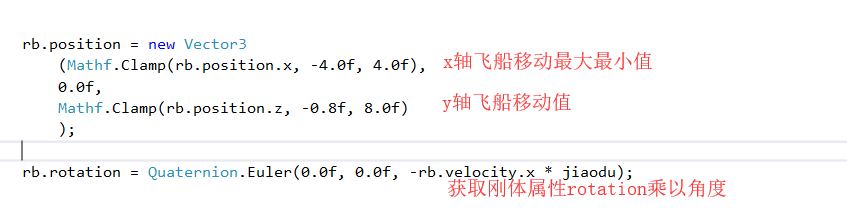 rb.position = new Vector3
(Mathf.Clamp(rb.position.x, -4.0f, 4.0f), x轴飞船移动最大最小值
0.0f,
Mathf.Clamp(rb.position.z, -0.8f, 8.0f) y轴飞船移动值
);
rb.rotation = Quaternion.Euler(0.0f, 0.0f, -rb.velocity.x * jiaodu);
获取刚体属性rotation乘以角度